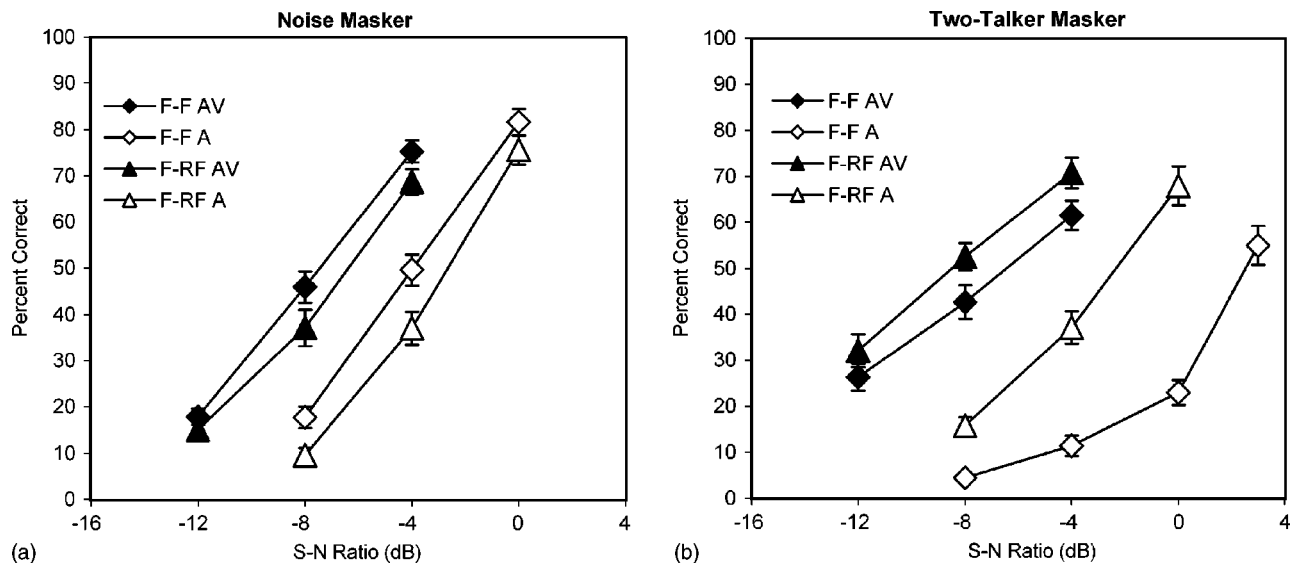 Noise Masker
100
90
80
70
60
50
40
30
20
10
0
Percent Correct
F-F AV
F-F A
F-RF AV
F-RF A
-16 -12 -8 -4 0 4
S-N Ratio (dB)
(a)
Two-Talker Masker
100
90
80
70
60
50
40
30
20
10
0
Percent Correct
F-F AV
F-F A
F-RF AV
F-RF A
-16 -12 -8 -4 0 4
S-N Ratio (dB)
(b)